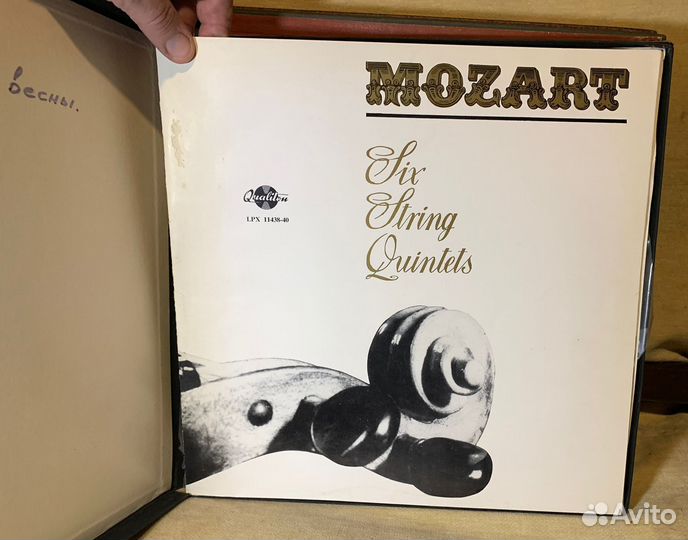 весны.
MOZART
Six
String
Quintets
Qualiton
LPX 11438-40
Avito